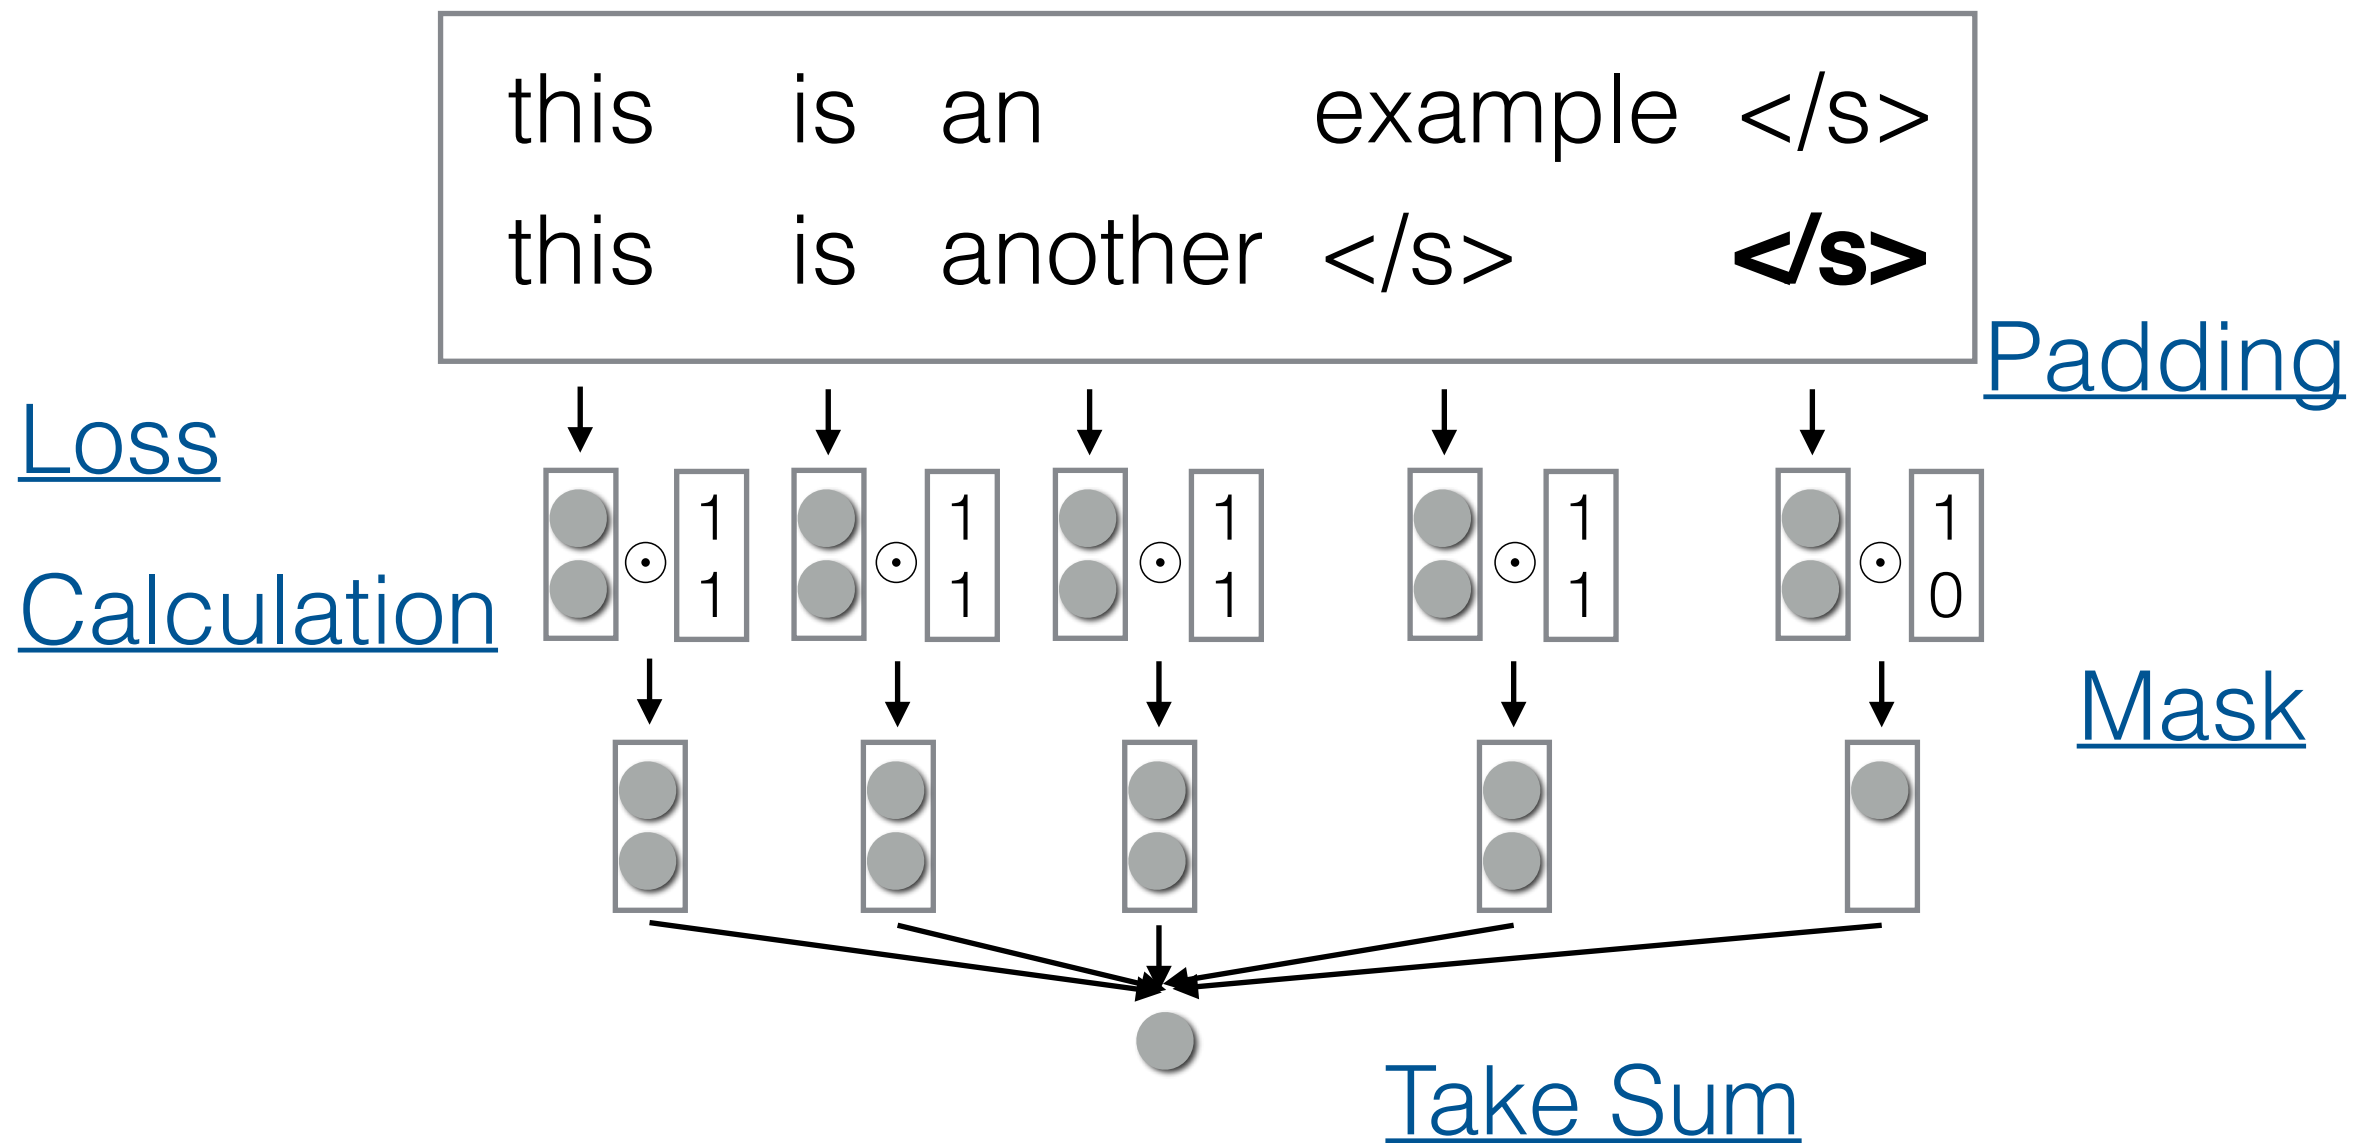 this is an example </s>
this is another </s> </s>
Padding
Loss
Calculation
1 1 1 1 1
1 1 1 1 0
Mask
Take Sum